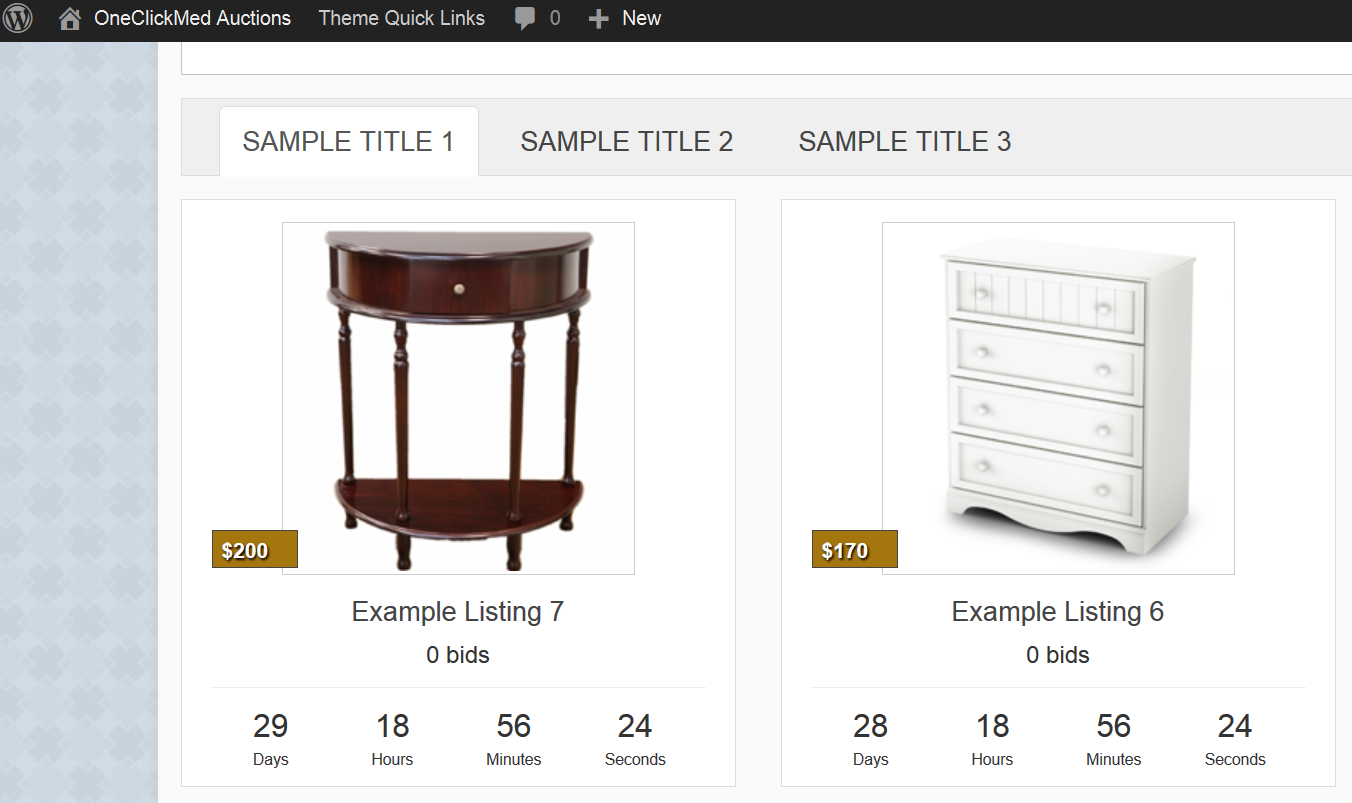 OneClickMed Auctions Theme Quick Links 0 New
SAMPLE TITLE 1 SAMPLE TITLE 2 SAMPLE TITLE 3
$200
Example Listing 7
0 bids
29 18 56 24
Days Hours Minutes Seconds
$170
Example Listing 6
0 bids
28 18 56 24
Days Hours Minutes Seconds